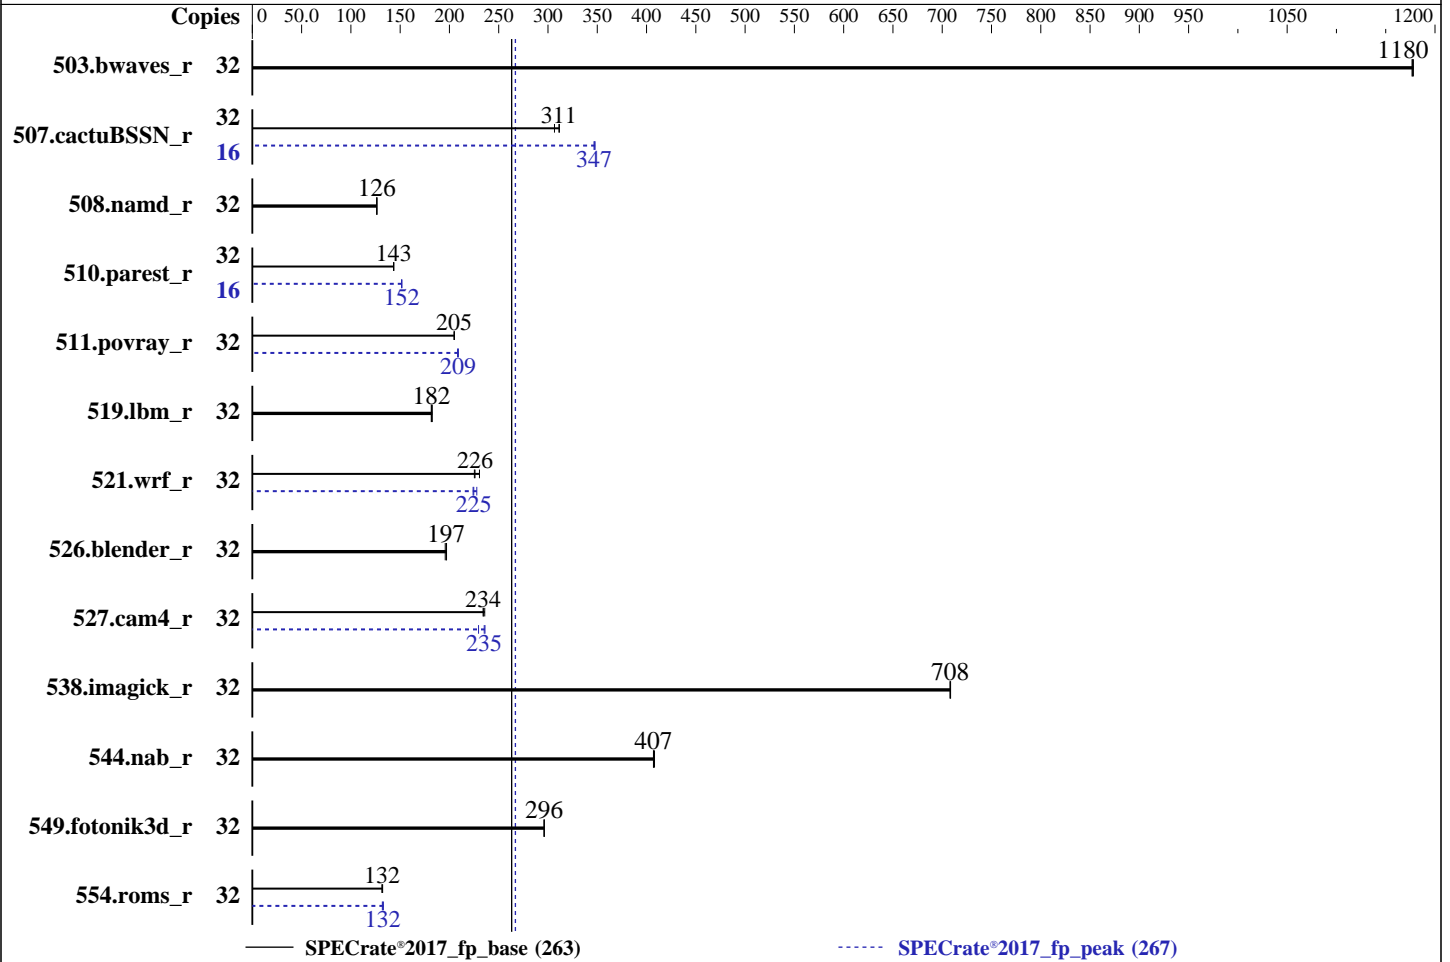 Copies 0 50.0 100 150 200 250 300 350 400 450 500 550 600 650 700 750 800 850 900 950 1050 1200
503.bwaves_r 32 1180
507.cactuBSSN_r 32 311
16 347
508.namd_r 32 126
510.parest_r 32 143
16 152
511.povray_r 32 205
209
519.lbm_r 32 182
521.wrf_r 32 226
225
526.blender_r 32 197
527.cam4_r 32 234
235
538.imagick_r 32 708
544.nab_r 32 407
549.fotonik3d_r 32 296
554.roms_r 32 132
132
SPECrate®2017_fp_base (263) SPECrate®2017_fp_peak (267)